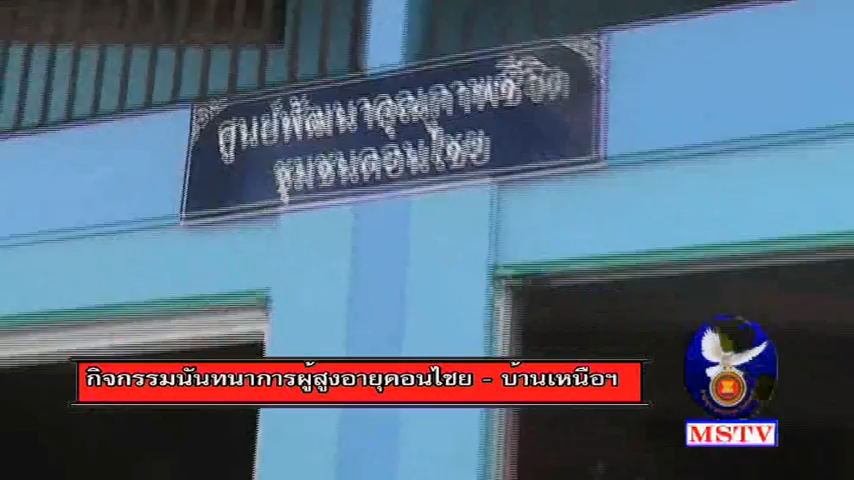 ศูนย์พัฒนาคุณภาพชีวิต
ชุมชนดอนไชย
กิจกรรมนันทนาการผู้สูงอายุดอนไชย - บ้านเหนือฯ
MSTV